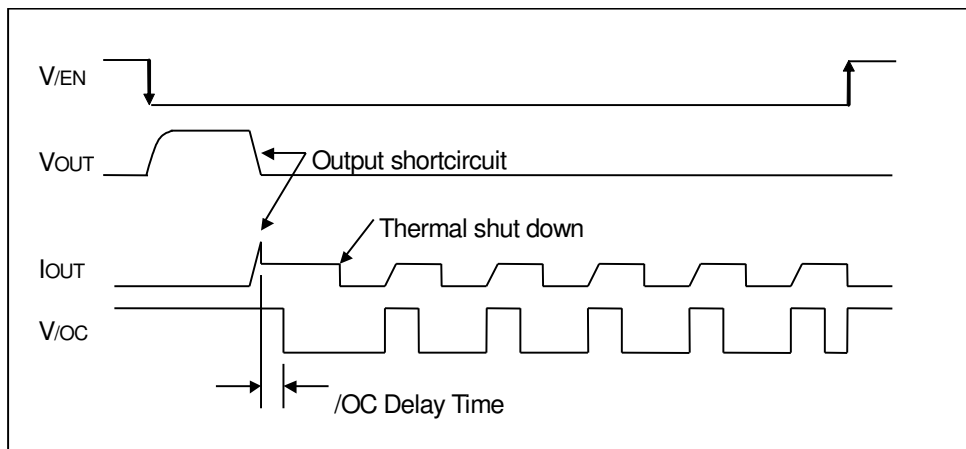 V/EN
VOUT
Output shortcircuit
Thermal shut down
IOUT
V/OC
/OC Delay Time